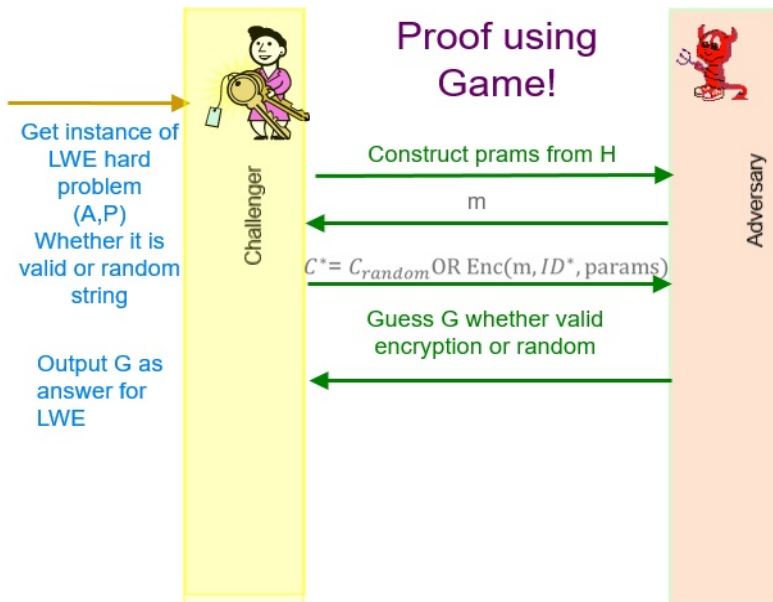 Proof using
Game!
Get instance of
LWE hard
problem
(A,P)
Whether it is
valid or random
string
Output G as
answer for
LWE
Challenger
Construct prams from H
m
C*= C_random OR Enc(m, ID*, params)
Guess G whether valid
encryption or random
Adversary